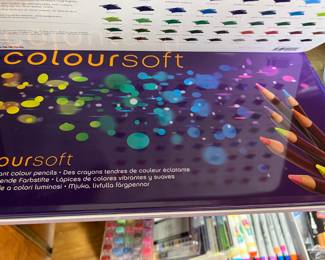 coloursoft
oursoft
ant colour pencils • Des crayons tendres de couleur éclatante
ende Farbstifte • Lápices de colores vibrantes y suaves
e a colori luminosi • Mjuka, livfulla färgpennor